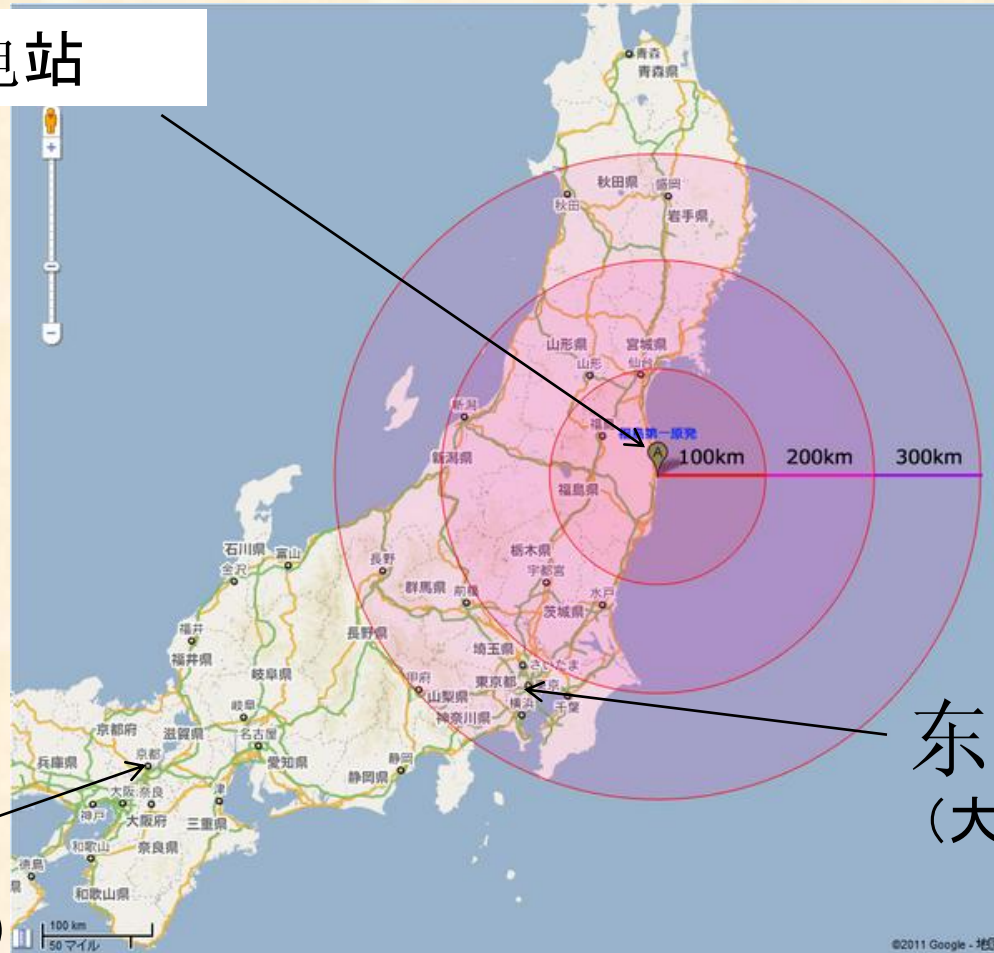 站
青森
青森県
秋田県
盛岡
秋田
岩手県
山形県
宮城県
山形
仙台
新潟
第一原発
100km
200km
300km
新潟県
福島県
石川県
富山
金沢
長野
栃木県
宇都宮
群馬県
前橋
水戸
茨城県
福井
福井県
長野県
埼玉県
さいたま
岐阜県
甲府
東京都
山梨県
千葉
横浜
神奈川県
岐阜
京都府
滋賀県
名古屋
兵庫県
京都
愛知県
静岡
静岡県
大阪
奈良
津
神戸
大阪府
三重県
和歌山
奈良県
徳島
県
和歌山県
东
(大
)
100 km
50 マイル
©2011 Google - 地図